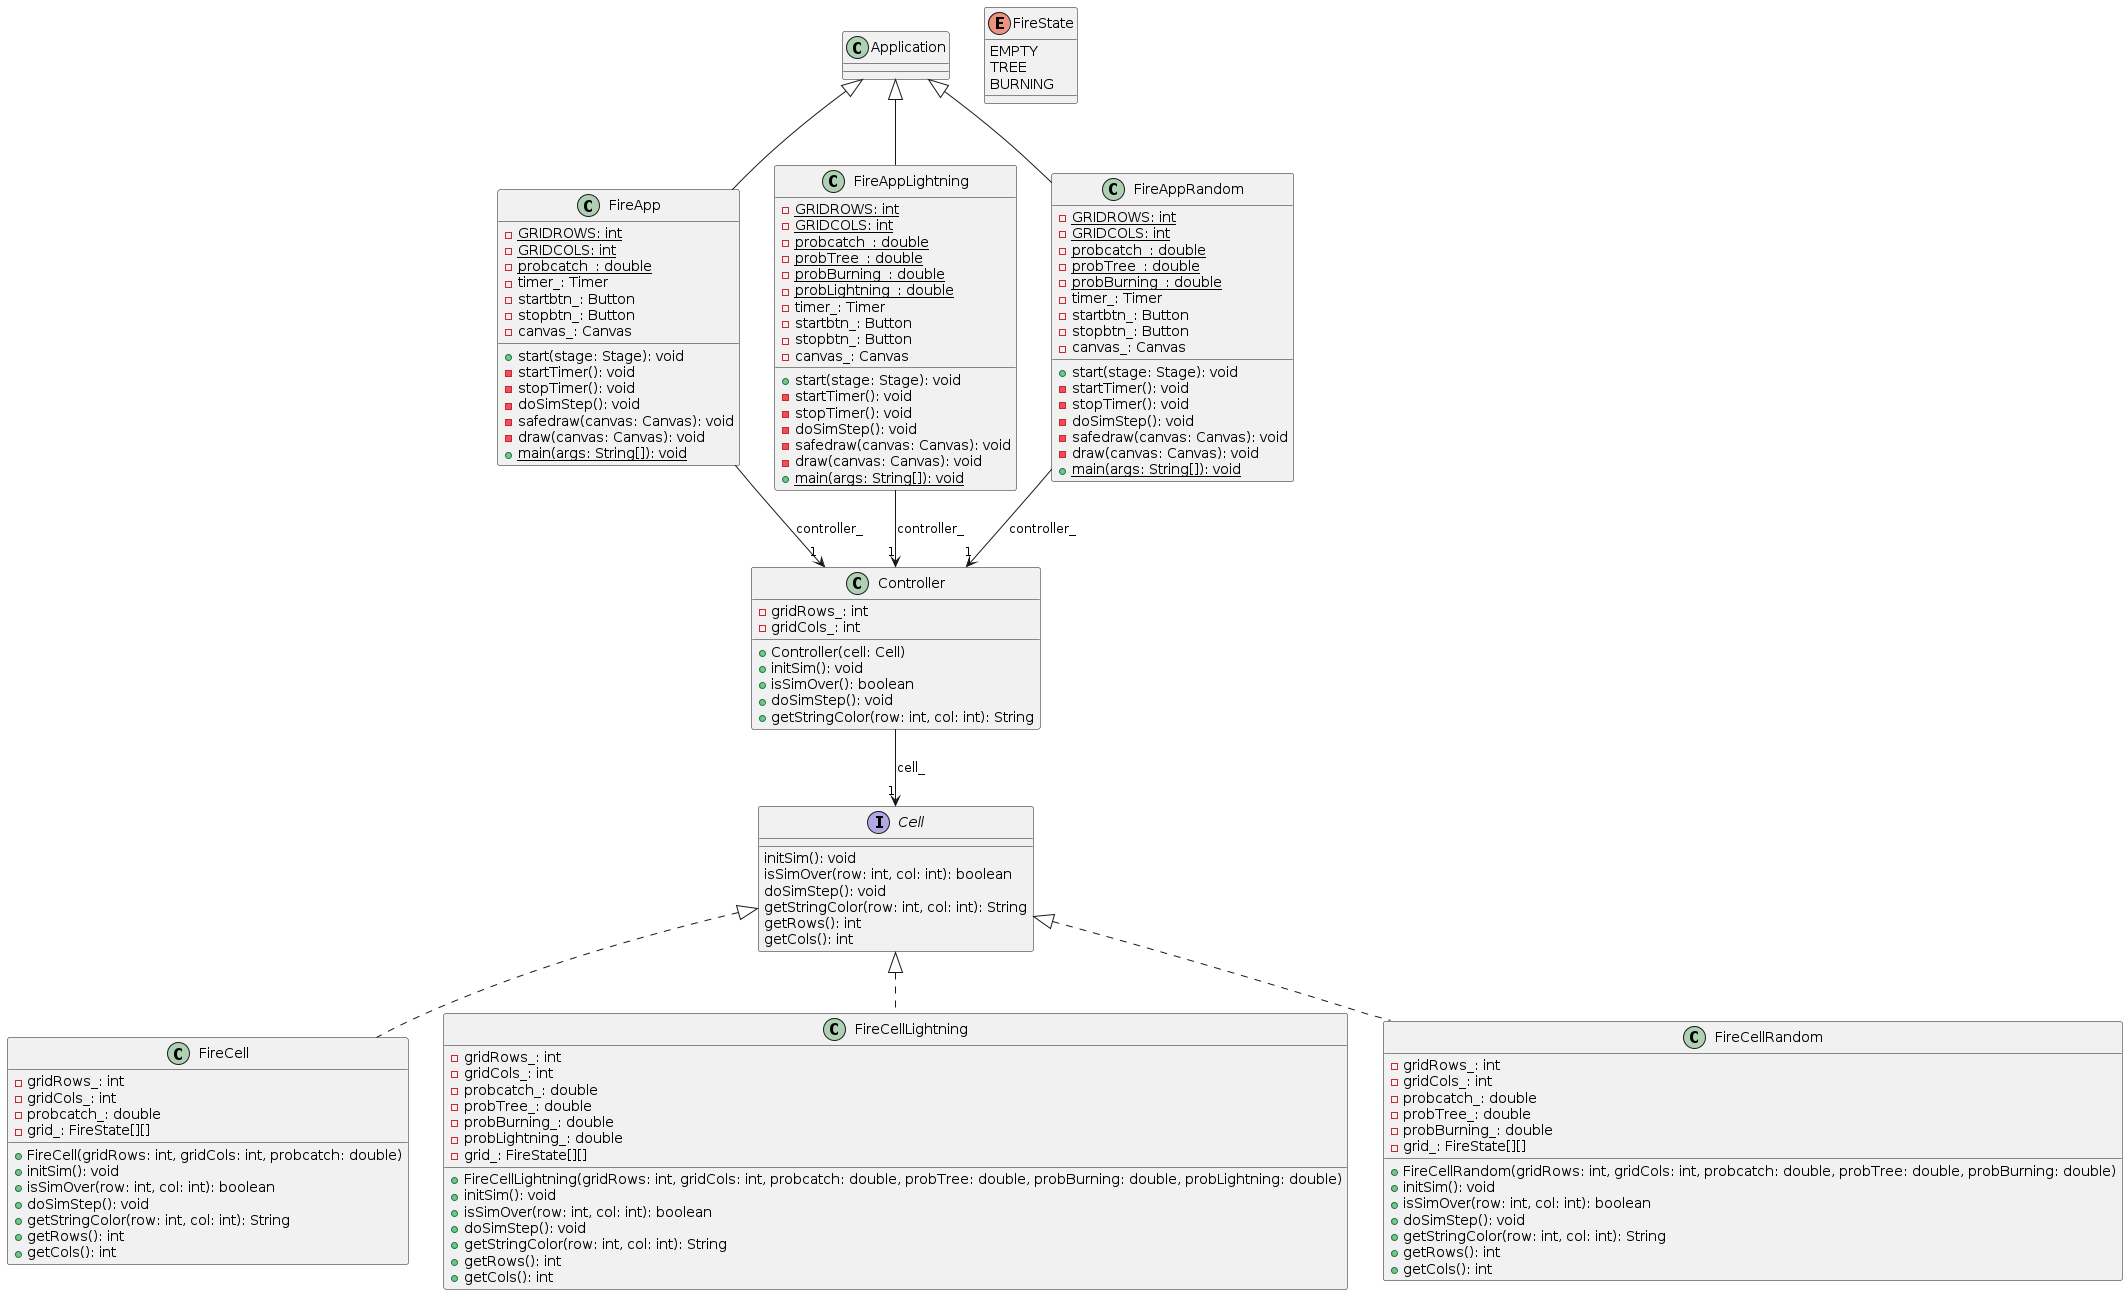 C Application
E FireState
EMPTY
TREE
BURNING
C FireApp
GRIDROWS: int
GRIDCOLS: int
probcatch_: double
timer_: Timer
startbtn_: Button
stopbtn_: Button
canvas_: Canvas
start(stage: Stage): void
startTimer(): void
stopTimer(): void
doSimStep(): void
safedraw(canvas: Canvas): void
draw(canvas: Canvas): void
main(args: String[]): void
C FireAppLightning
GRIDROWS: int
GRIDCOLS: int
probcatch_: double
probTree_: double
probBurning_: double
probLightning_: double
timer_: Timer
startbtn_: Button
stopbtn_: Button
canvas_: Canvas
start(stage: Stage): void
startTimer(): void
stopTimer(): void
doSimStep(): void
safedraw(canvas: Canvas): void
draw(canvas: Canvas): void
main(args: String[]): void
C FireAppRandom
GRIDROWS: int
GRIDCOLS: int
probcatch_: double
probTree_: double
probBurning_: double
timer_: Timer
startbtn_: Button
stopbtn_: Button
canvas_: Canvas
start(stage: Stage): void
startTimer(): void
stopTimer(): void
doSimStep(): void
safedraw(canvas: Canvas): void
draw(canvas: Canvas): void
main(args: String[]): void
controller_
1
controller_
1
controller_
1
C Controller
gridRows_: int
gridCols_: int
Controller(cell: Cell)
initSim(): void
isSimOver(): boolean
doSimStep(): void
getStringColor(row: int, col: int): String
cell_
1
I Cell
initSim(): void
isSimOver(row: int, col: int): boolean
doSimStep(): void
getStringColor(row: int, col: int): String
getRows(): int
getCols(): int
C FireCell
gridRows_: int
gridCols_: int
probcatch_: double
grid_: FireState[][]
FireCell(gridRows: int, gridCols: int, probcatch: double)
initSim(): void
isSimOver(row: int, col: int): boolean
doSimStep(): void
getStringColor(row: int, col: int): String
getRows(): int
getCols(): int
C FireCellLightning
gridRows_: int
gridCols_: int
probcatch_: double
probTree_: double
probBurning_: double
probLightning_: double
grid_: FireState[][]
FireCellLightning(gridRows: int, gridCols: int, probcatch: double, probTree: double, probBurning: double, probLightning: double)
initSim(): void
isSimOver(row: int, col: int): boolean
doSimStep(): void
getStringColor(row: int, col: int): String
getRows(): int
getCols(): int
C FireCellRandom
gridRows_: int
gridCols_: int
probcatch_: double
probTree_: double
probBurning_: double
grid_: FireState[][]
FireCellRandom(gridRows: int, gridCols: int, probcatch: double, probTree: double, probBurning: double)
initSim(): void
isSimOver(row: int, col: int): boolean
doSimStep(): void
getStringColor(row: int, col: int): String
getRows(): int
getCols(): int